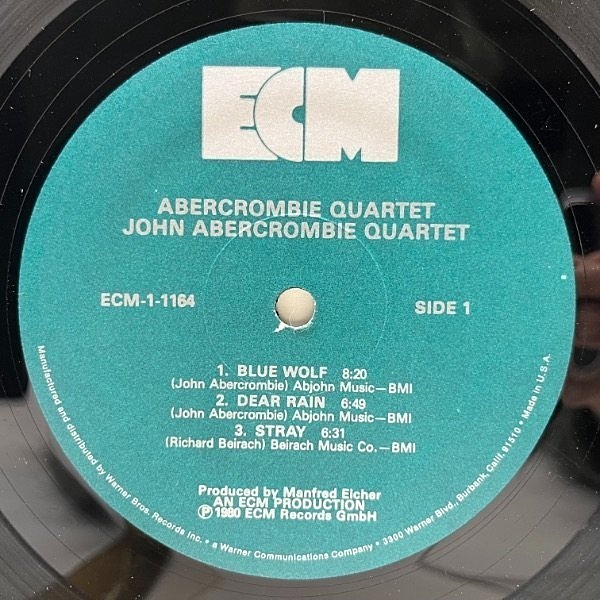 ECM
ABERCROMBIE QUARTET
JOHN ABERCROMBIE QUARTET
ECM-1-1164
SIDE 1
1. BLUE WOLF 8:20
(John Abercrombie) Abjohn Music—BMI
2. DEAR RAIN 6:49
(John Abercrombie) Abjohn Music—BMI
3. STRAY 6:31
(Richard Beirach) Beirach Music Co.—BMI
Produced by Manfred Eicher
AN ECM PRODUCTION
Ⓟ 1980 ECM Records GmbH
Manufactured and distributed by Warner Bros. Records Inc. • a Warner Communications Company • 3300 Warner Blvd., Burbank, Calif. 91510 • Made in U.S.A.